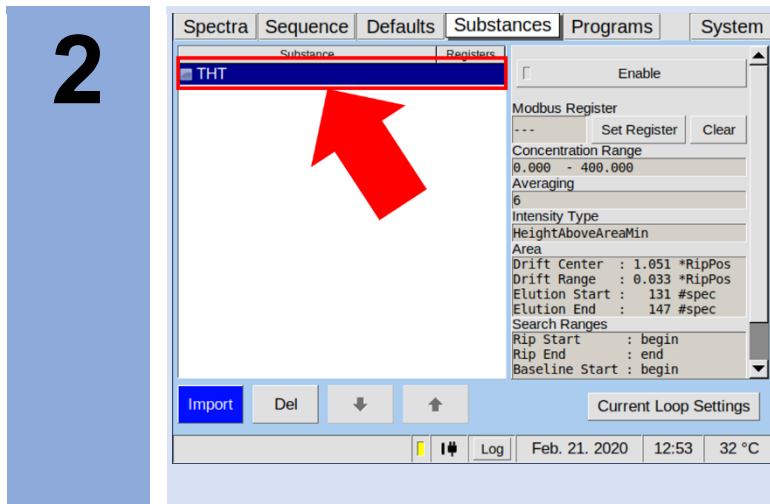 2
Spectra Sequence Defaults Substances Programs System
Substance Registers
THT
Enable
Modbus Register
--- Set Register Clear
Concentration Range
0.000 - 400.000
Averaging
6
Intensity Type
HeightAboveAreaMin
Area
Drift Center : 1.051 *RipPos
Drift Range : 0.033 *RipPos
Elution Start : 131 #spec
Elution End : 147 #spec
Search Ranges
Rip Start : begin
Rip End : end
Baseline Start : begin
Import Del Current Loop Settings
Log Feb. 21. 2020 12:53 32 °C